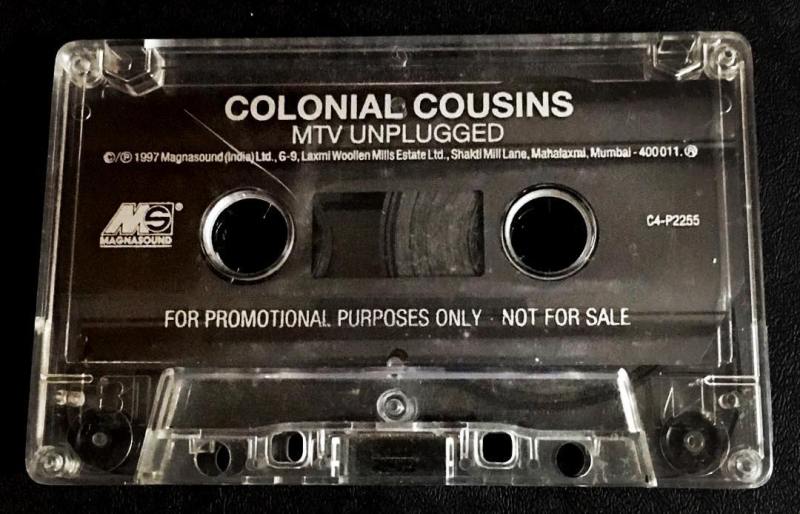 COLONIAL COUSINS
MTV UNPLUGGED
©/℗ 1997 Magnasound (India) Ltd., 6-9, Laxmi Woollen Mills Estate Ltd., Shakti Mill Lane, Mahalaxmi, Mumbai - 400 011. ®
MS®
MAGNASOUND
C4-P2255
FOR PROMOTIONAL PURPOSES ONLY · NOT FOR SALE
B